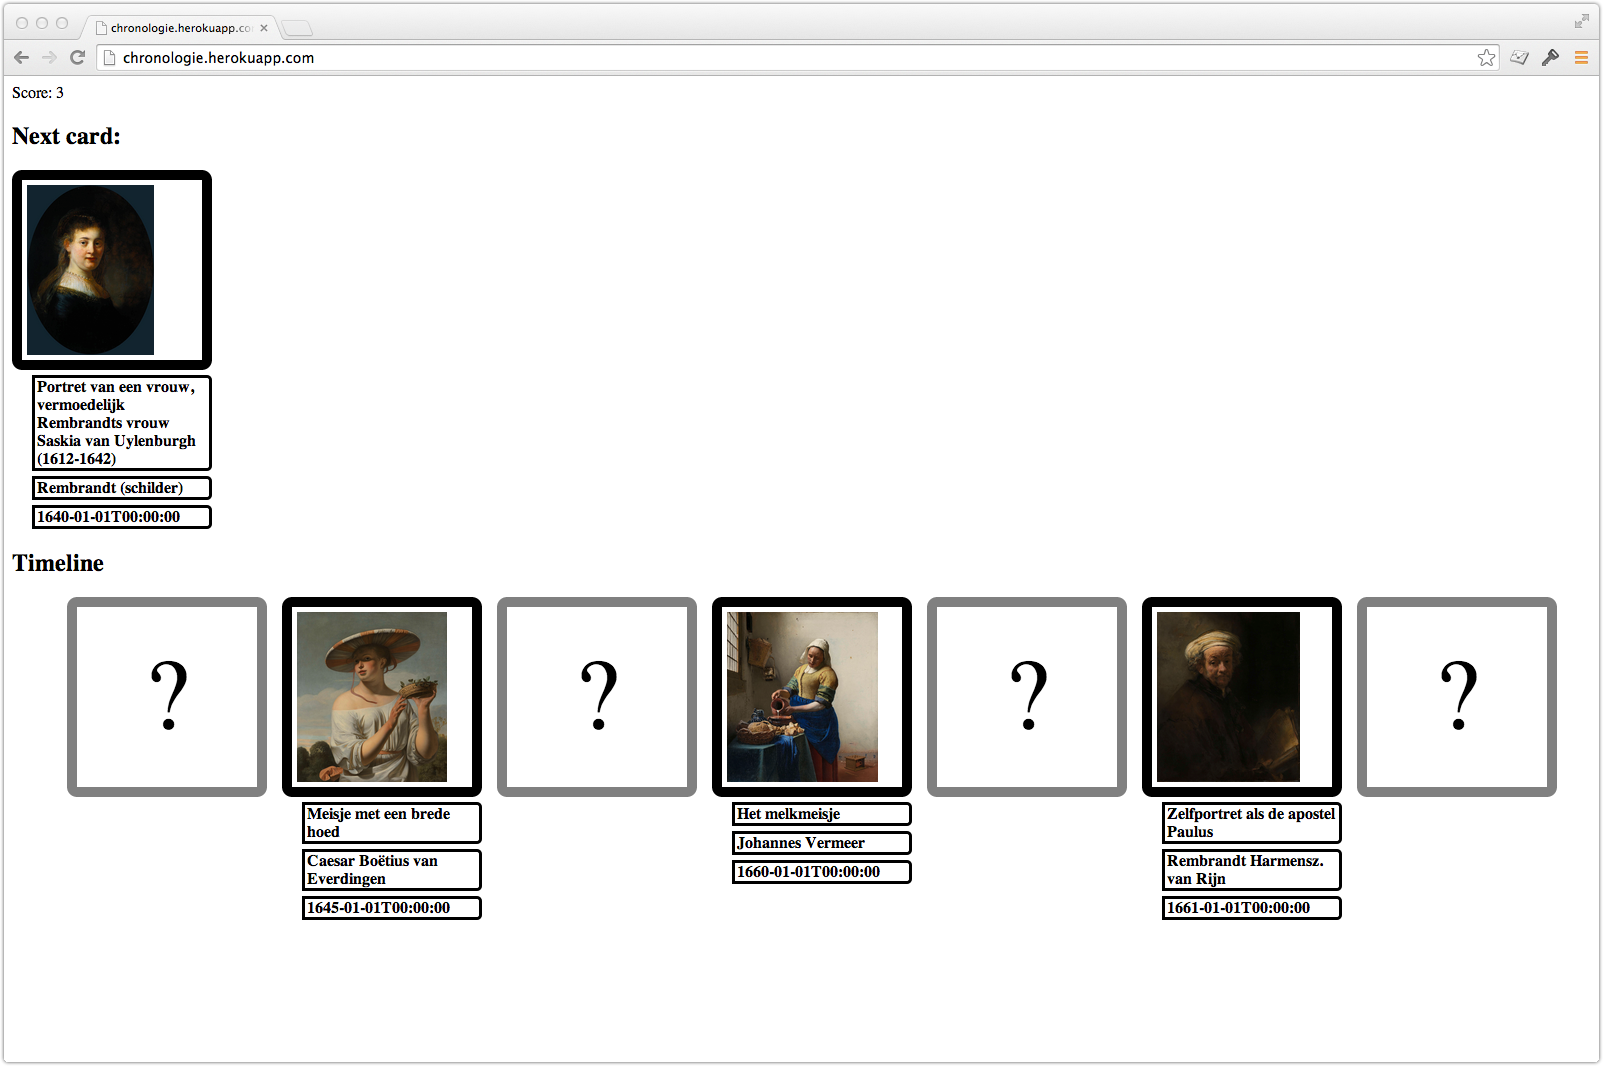 chronologie.herokuapp.co
chronologie.herokuapp.com
Score: 3
Next card:
Portret van een vrouw,
vermoedelijk
Rembrandts vrouw
Saskia van Uylenburgh
(1612-1642)
Rembrandt (schilder)
1640-01-01T00:00:00
Timeline
?
?
?
?
Meisje met een brede
hoed
Caesar Boëtius van
Everdingen
1645-01-01T00:00:00
Het melkmeisje
Johannes Vermeer
1660-01-01T00:00:00
Zelfportret als de apostel
Paulus
Rembrandt Harmensz.
van Rijn
1661-01-01T00:00:00